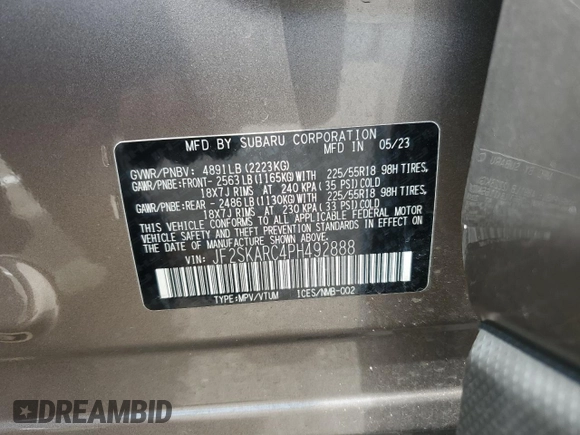 MFD BY SUBARU CORPORATION
MFD. IN 05/23
GVWR/PNBV: 4891LB(2223KG)
GAWR/PNBE:FRONT- 2563LB(1165KG)WITH 225/55R18 98H TIRES,
18X7J RIMS AT 240 KPA(35 PSI)COLD
GAWR/PNBE:REAR - 2486LB(1130KG)WITH 225/55R18 98H TIRES,
18X7J RIMS AT 230 KPA(33 PSI)COLD
THIS VEHICLE CONFORMS TO ALL APPLICABLE FEDERAL MOTOR
VEHICLE SAFETY STANDARDS IN EFFECT ON
THE DATE OF MANUFACTURE SHOWN ABOVE.
VIN: JF2SKARC4PH492888
TYPE:MPV/VTUM ICES/NMB-002
DREAMBID